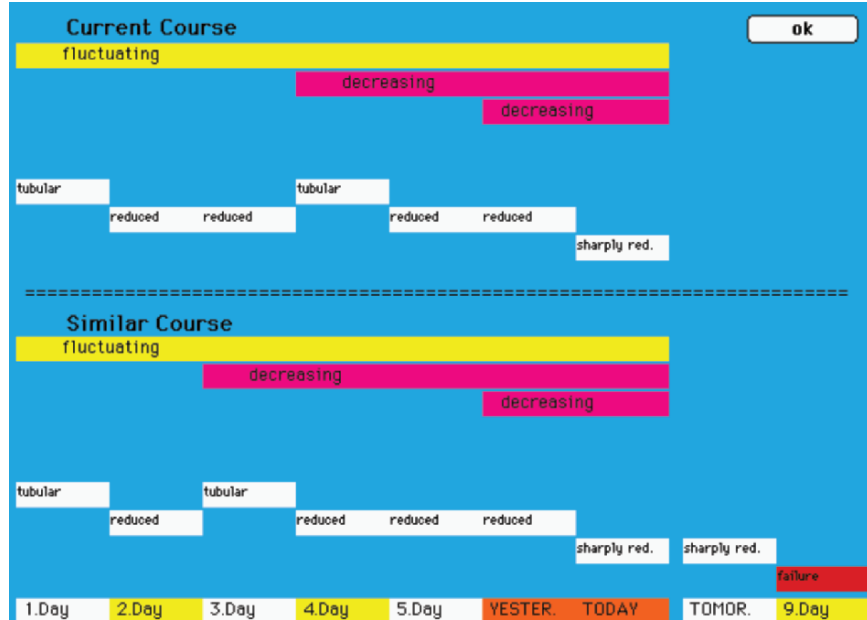 Current Course
ok
fluctuating
decreasing
decreasing
tubular tubular
reduced reduced reduced reduced
sharply red.
==========================================================================
Similar Course
fluctuating
decreasing
decreasing
tubular tubular
reduced reduced reduced reduced
sharply red. sharply red.
failure
1.Day 2.Day 3.Day 4.Day 5.Day YESTER. TODAY TOMOR. 9.Day